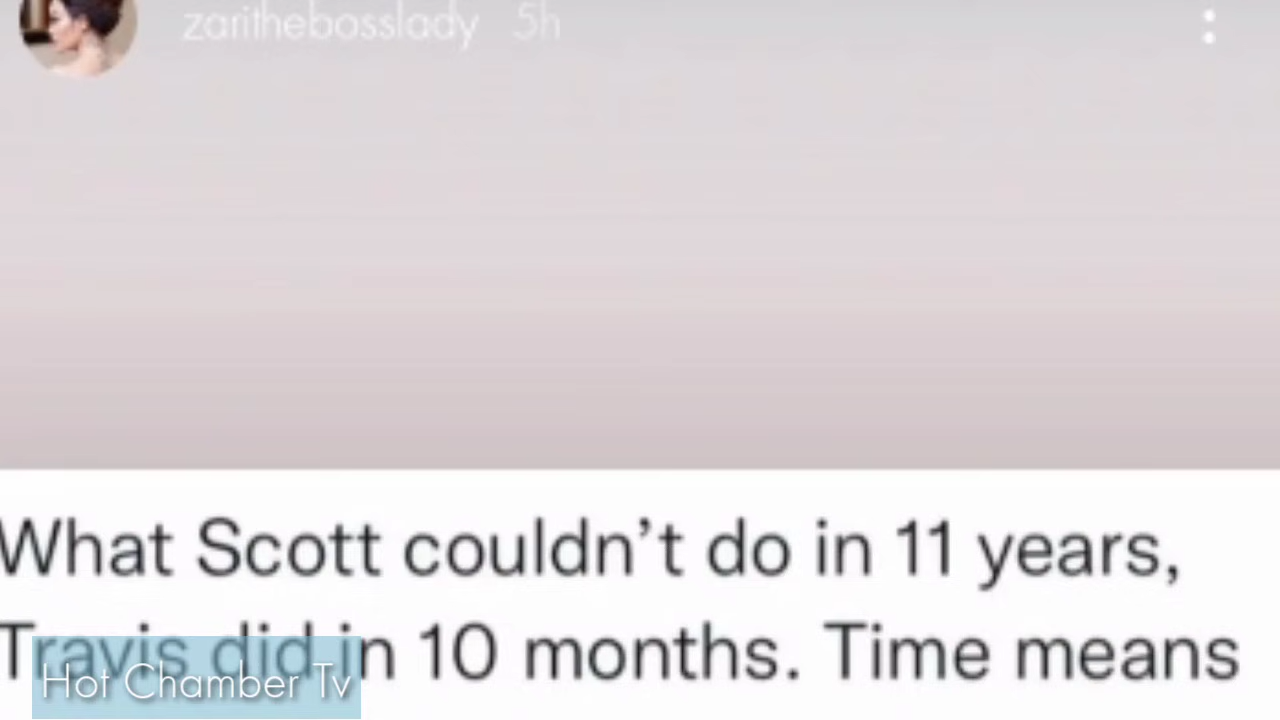 zarithebosslady 5h
What Scott couldn't do in 11 years,
Travis did in 10 months. Time means
Hot Chamber Tv